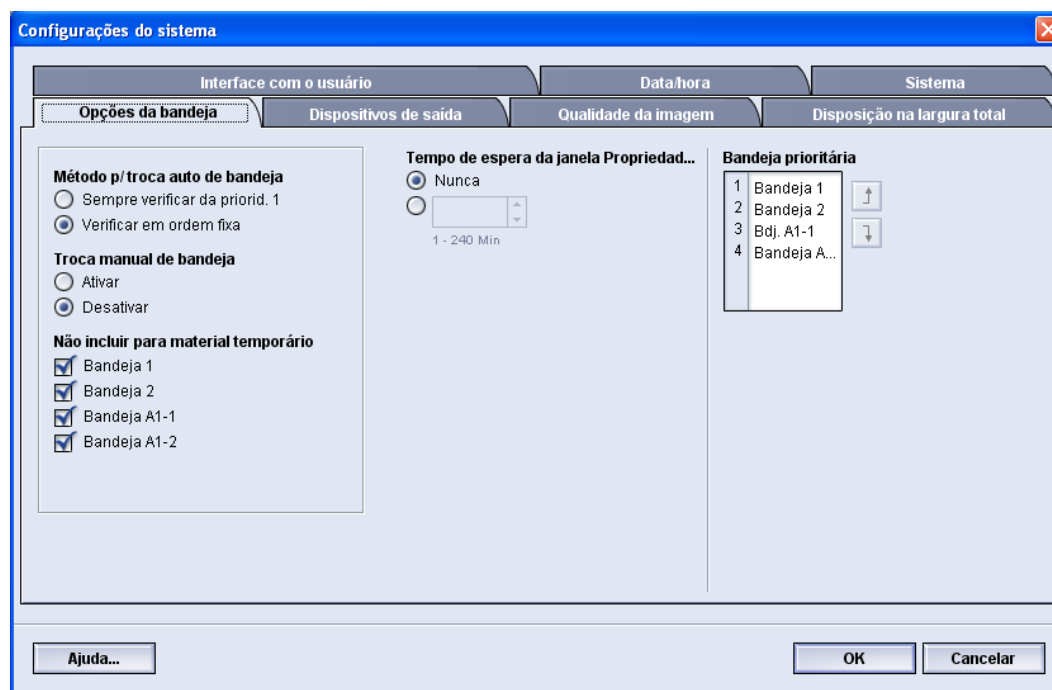 Configurações do sistema
Interface com o usuário
Data/hora
Sistema
Opções da bandeja
Dispositivos de saída
Qualidade da imagem
Disposição na largura total
Método p/ troca auto de bandeja
Sempre verificar da priorid. 1
Verificar em ordem fixa
Troca manual de bandeja
Ativar
Desativar
Não incluir para material temporário
Bandeja 1
Bandeja 2
Bandeja A1-1
Bandeja A1-2
Tempo de espera da janela Propriedad...
Nunca
1 - 240 Min
Bandeja prioritária
1 Bandeja 1
2 Bandeja 2
3 Bdj. A1-1
4 Bandeja A...
Ajuda...
OK
Cancelar